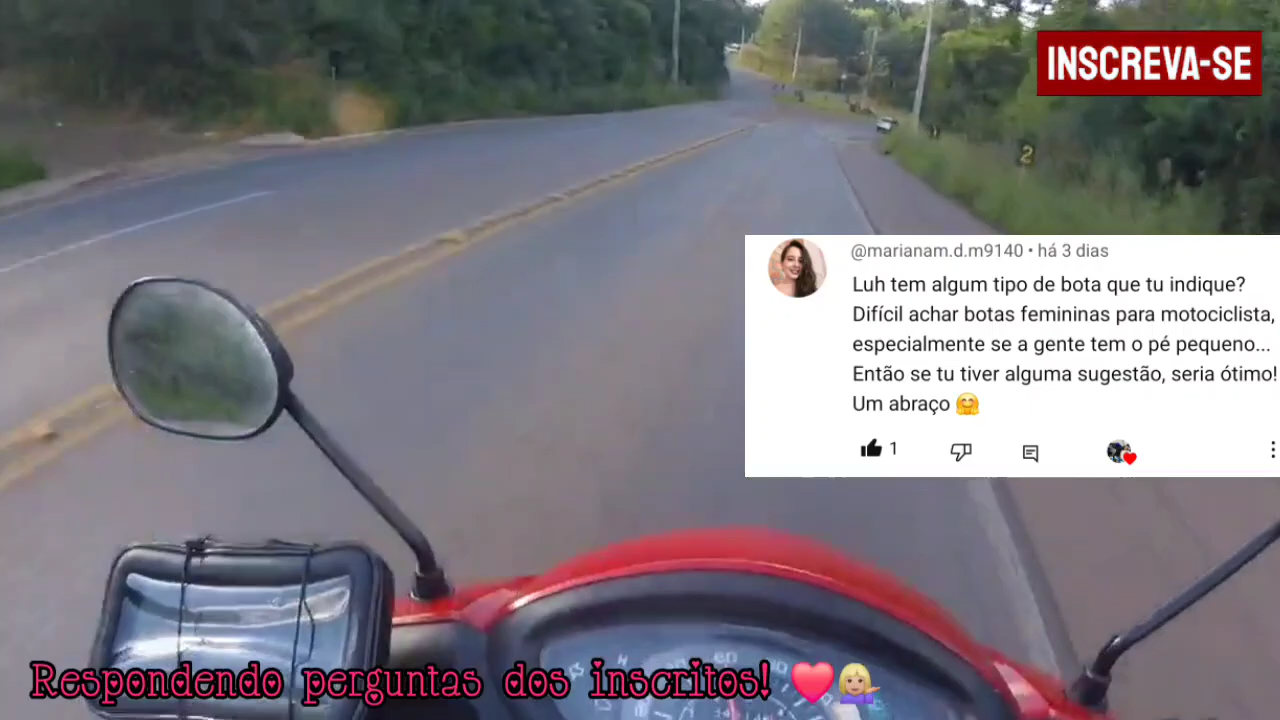 INSCREVA-SE
2
@marianam.d.m9140 • há 3 dias
Luh tem algum tipo de bota que tu indique?
Difícil achar botas femininas para motociclista,
especialmente se a gente tem o pé pequeno...
Então se tu tiver alguma sugestão, seria ótimo!
Um abraço 🤗
1
Respondendo perguntas dos inscritos! ❤️💁🏼‍♀️